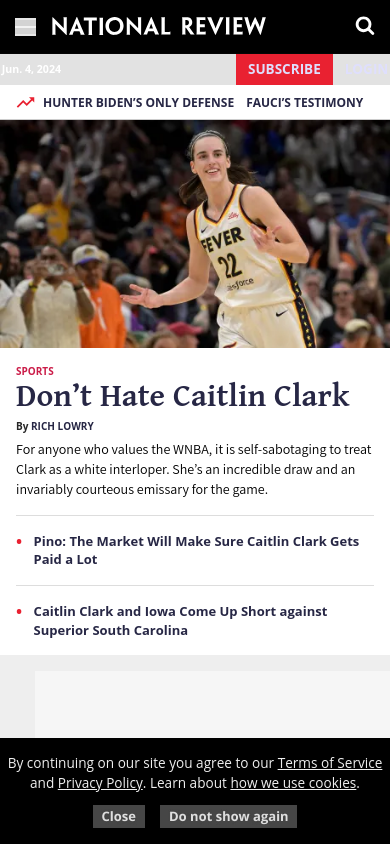 NATIONAL REVIEW
Jun. 4, 2024
SUBSCRIBE
HUNTER BIDEN’S ONLY DEFENSE FAUCI’S TESTIMONY
FEVER
22
SPORTS
Don’t Hate Caitlin Clark
By RICH LOWRY
For anyone who values the WNBA, it is self-sabotaging to treat
Clark as a white interloper. She’s an incredible draw and an
invariably courteous emissary for the game.
Pino: The Market Will Make Sure Caitlin Clark Gets
Paid a Lot
Caitlin Clark and Iowa Come Up Short against
Superior South Carolina
By continuing on our site you agree to our Terms of Service
and Privacy Policy. Learn about how we use cookies.
Close Do not show again